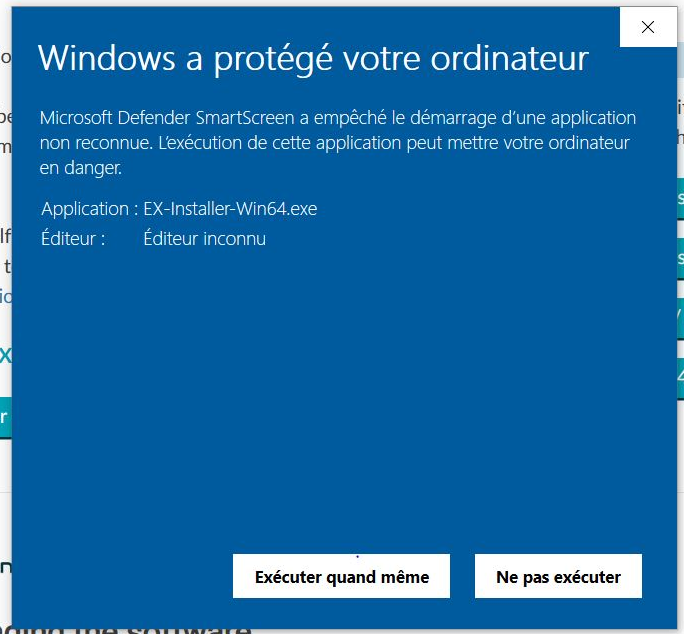 Windows a protégé votre ordinateur
Microsoft Defender SmartScreen a empêché le démarrage d'une application
non reconnue. L'exécution de cette application peut mettre votre ordinateur
en danger.
Application : EX-Installer-Win64.exe
Éditeur : Éditeur inconnu
Exécuter quand même
Ne pas exécuter
the software